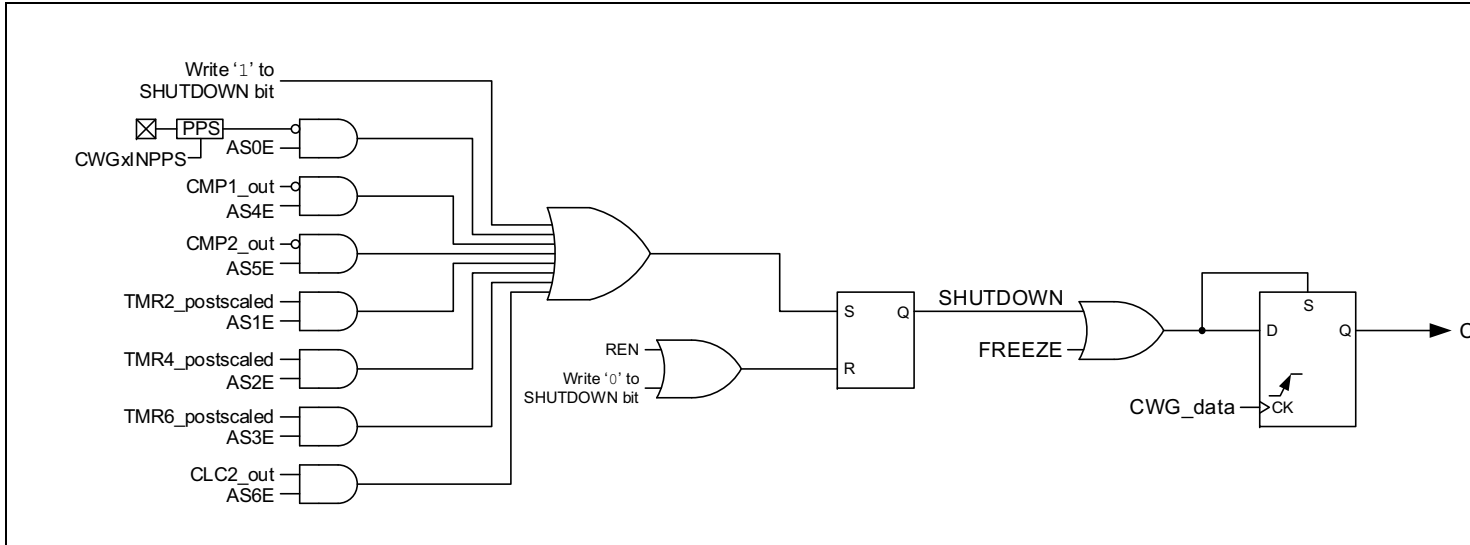 Write ‘1’ to
SHUTDOWN bit
PPS
AS0E
CWGxINPPS
CMP1_out
AS4E
CMP2_out
AS5E
TMR2_postscaled
AS1E
TMR4_postscaled
AS2E
TMR6_postscaled
AS3E
CLC2_out
AS6E
REN
Write ‘0’ to
SHUTDOWN bit
S
Q
R
SHUTDOWN
FREEZE
S
D
Q
CWG_data
CK